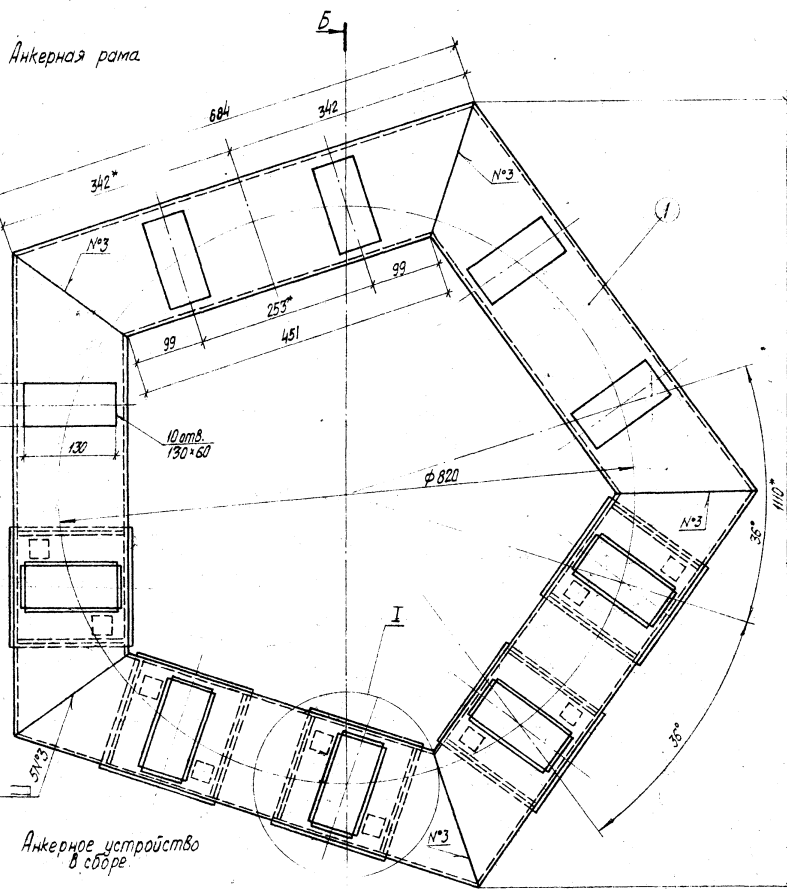 Б
Анкерная рама
684
342
342*
№3
№3
1
99
253*
99
451
10 отв.
130×60
130
ф 820
№3
36°
1110*
I
36°
5№3
№3
Анкерное устройство
в сборе